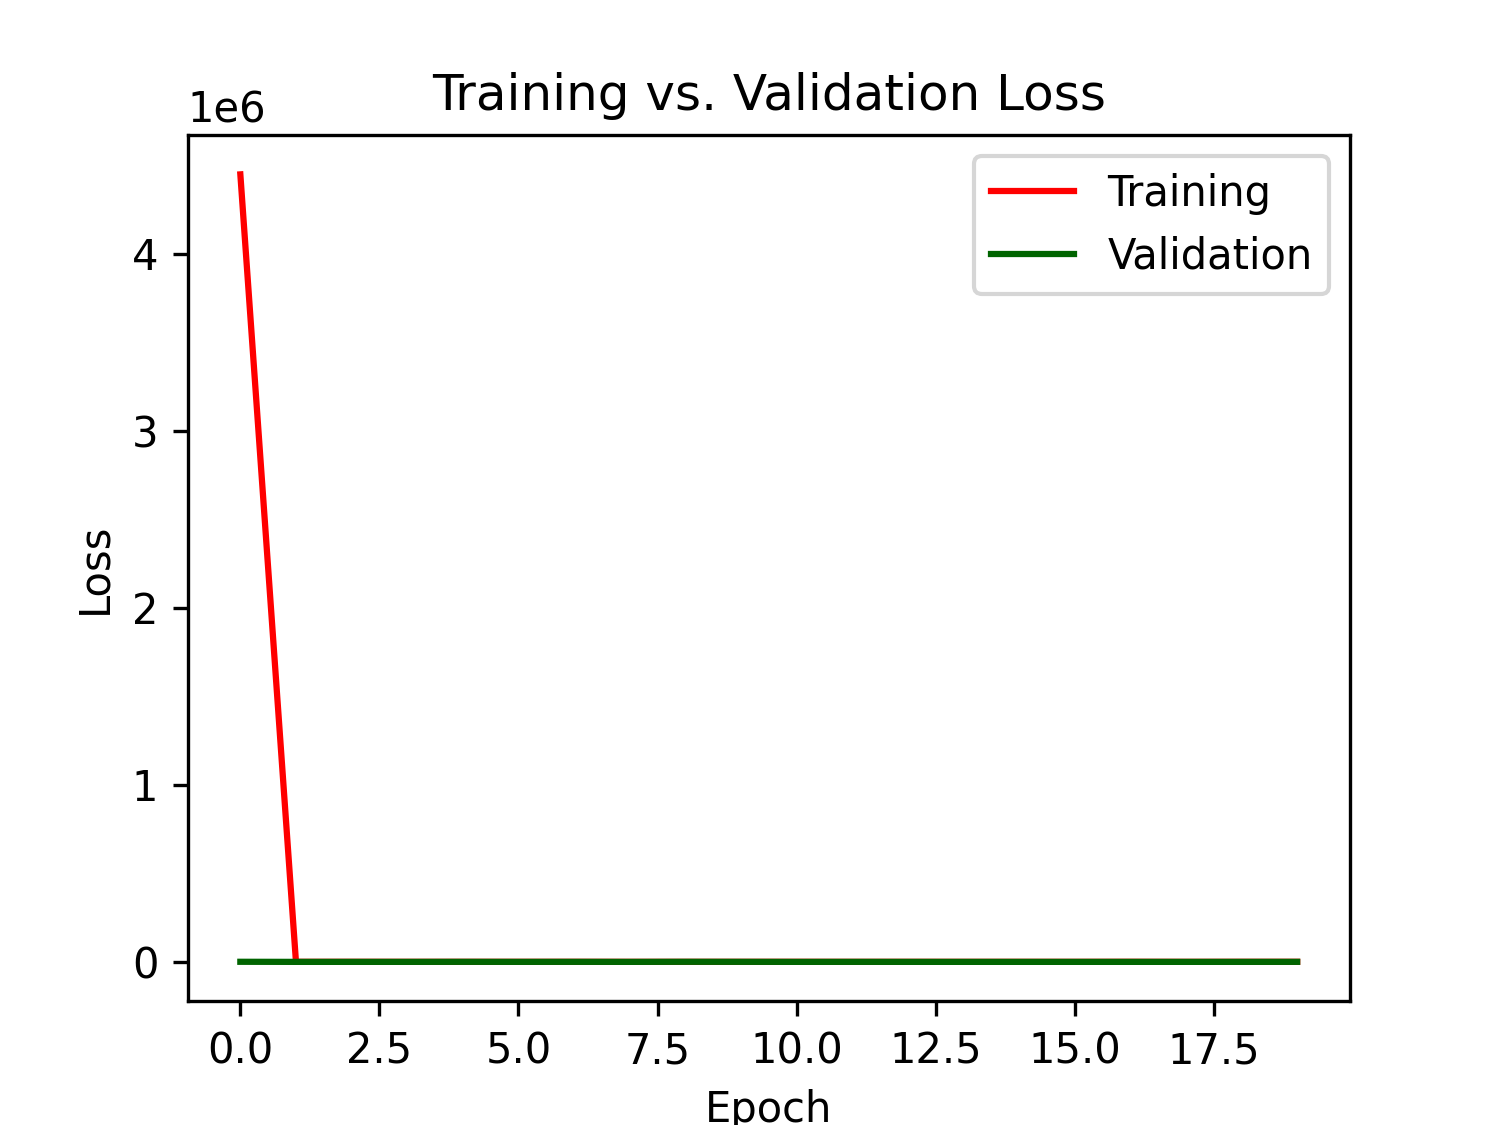 Training vs. Validation Loss
1e6
Training
Validation
4
3
2
1
0
Loss
0.0 2.5 5.0 7.5 10.0 12.5 15.0 17.5
Epoch